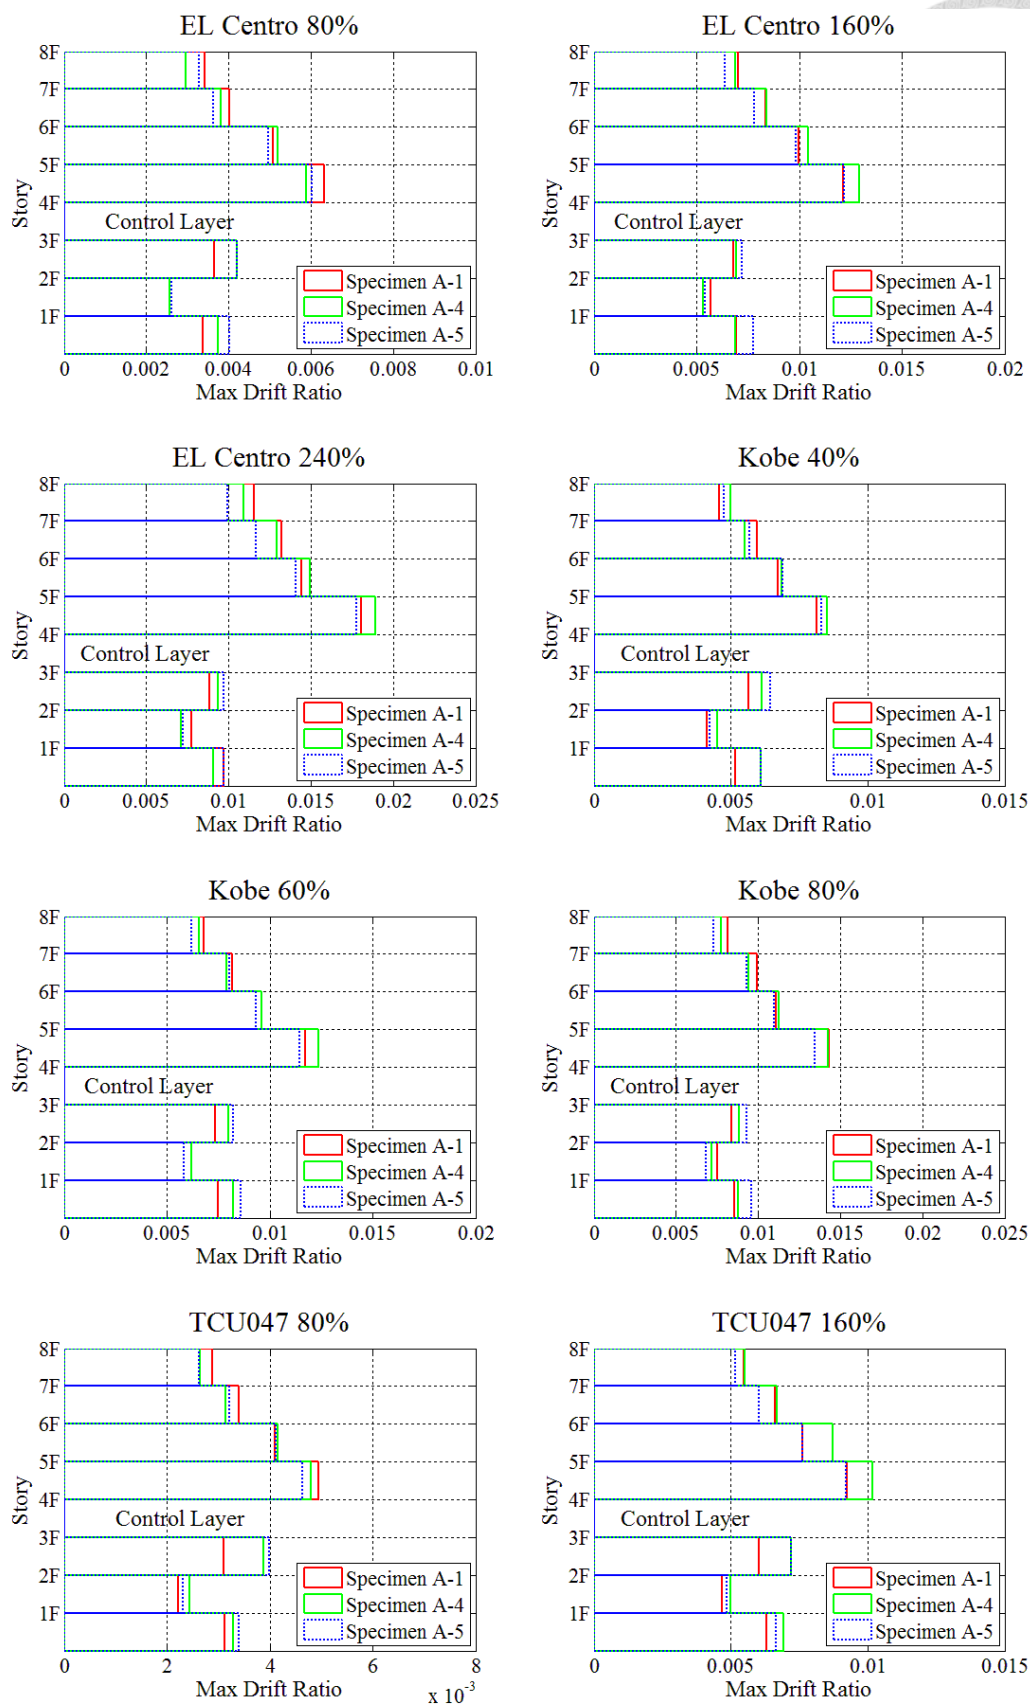 EL Centro 80%
8F
7F
6F
5F
4F
3F
2F
1F
Story
Control Layer
Specimen A-1
Specimen A-4
Specimen A-5
0 0.002 0.004 0.006 0.008 0.01
Max Drift Ratio
EL Centro 160%
8F
7F
6F
5F
4F
3F
2F
1F
Story
Control Layer
Specimen A-1
Specimen A-4
Specimen A-5
0 0.005 0.01 0.015 0.02
Max Drift Ratio
EL Centro 240%
8F
7F
6F
5F
4F
3F
2F
1F
Story
Control Layer
Specimen A-1
Specimen A-4
Specimen A-5
0 0.005 0.01 0.015 0.02 0.025
Max Drift Ratio
Kobe 40%
8F
7F
6F
5F
4F
3F
2F
1F
Story
Control Layer
Specimen A-1
Specimen A-4
Specimen A-5
0 0.005 0.01 0.015
Max Drift Ratio
Kobe 60%
8F
7F
6F
5F
4F
3F
2F
1F
Story
Control Layer
Specimen A-1
Specimen A-4
Specimen A-5
0 0.005 0.01 0.015 0.02
Max Drift Ratio
Kobe 80%
8F
7F
6F
5F
4F
3F
2F
1F
Story
Control Layer
Specimen A-1
Specimen A-4
Specimen A-5
0 0.005 0.01 0.015 0.02 0.025
Max Drift Ratio
TCU047 80%
8F
7F
6F
5F
4F
3F
2F
1F
Story
Control Layer
Specimen A-1
Specimen A-4
Specimen A-5
0 2 4 6 8
Max Drift Ratio
x 10⁻³
TCU047 160%
8F
7F
6F
5F
4F
3F
2F
1F
Story
Control Layer
Specimen A-1
Specimen A-4
Specimen A-5
0 0.005 0.01 0.015
Max Drift Ratio